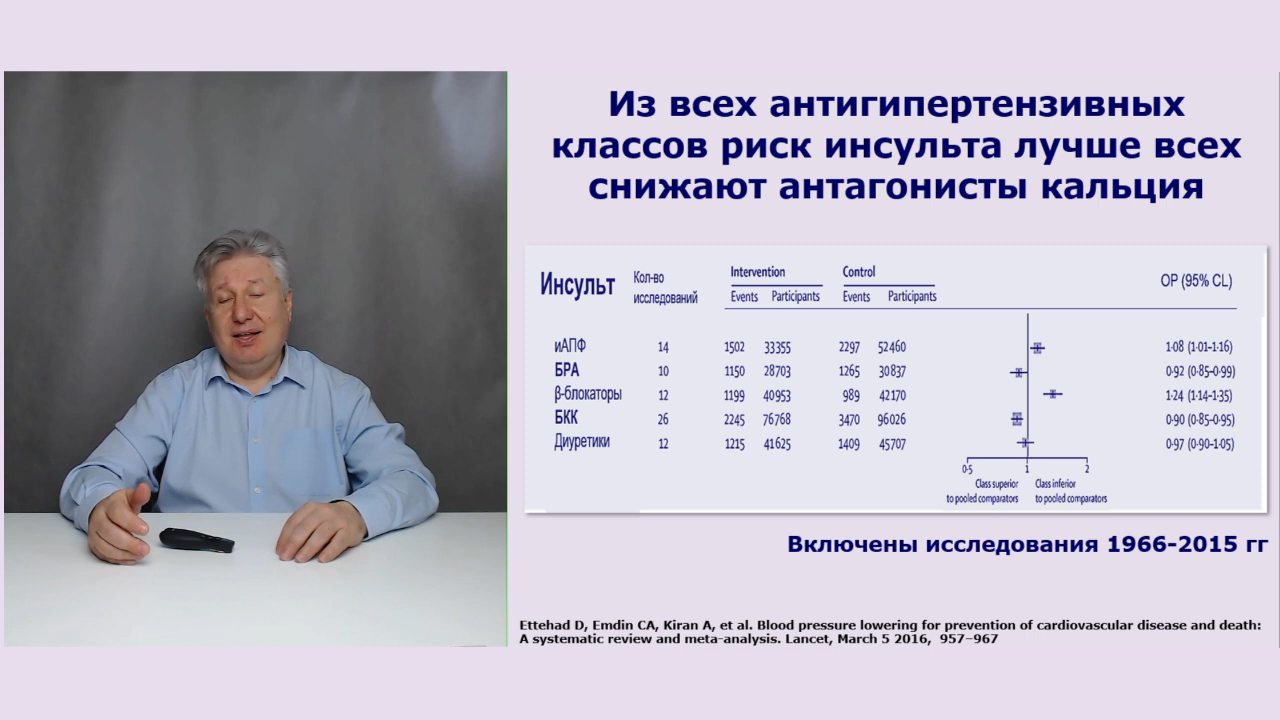 Из всех антигипертензивных
классов риск инсульта лучше всех
снижают антагонисты кальция
Инсульт Кол-во исследований Intervention Control ОР (95% CL)
Events Participants Events Participants
иАПФ 14 1502 33355 2297 52460 1·08 (1·01–1·16)
БРА 10 1150 28703 1265 30837 0·92 (0·85–0·99)
β-блокаторы 12 1199 40953 989 42170 1·24 (1·14–1·35)
БКК 26 2245 76768 3470 96026 0·90 (0·85–0·95)
Диуретики 12 1215 41625 1409 45707 0·97 (0·90–1·05)
0·5 1 2
Class superior Class inferior
to pooled comparators to pooled comparators
Включены исследования 1966-2015 гг
Ettehad D, Emdin CA, Kiran A, et al. Blood pressure lowering for prevention of cardiovascular disease and death:
A systematic review and meta-analysis. Lancet, March 5 2016, 957–967